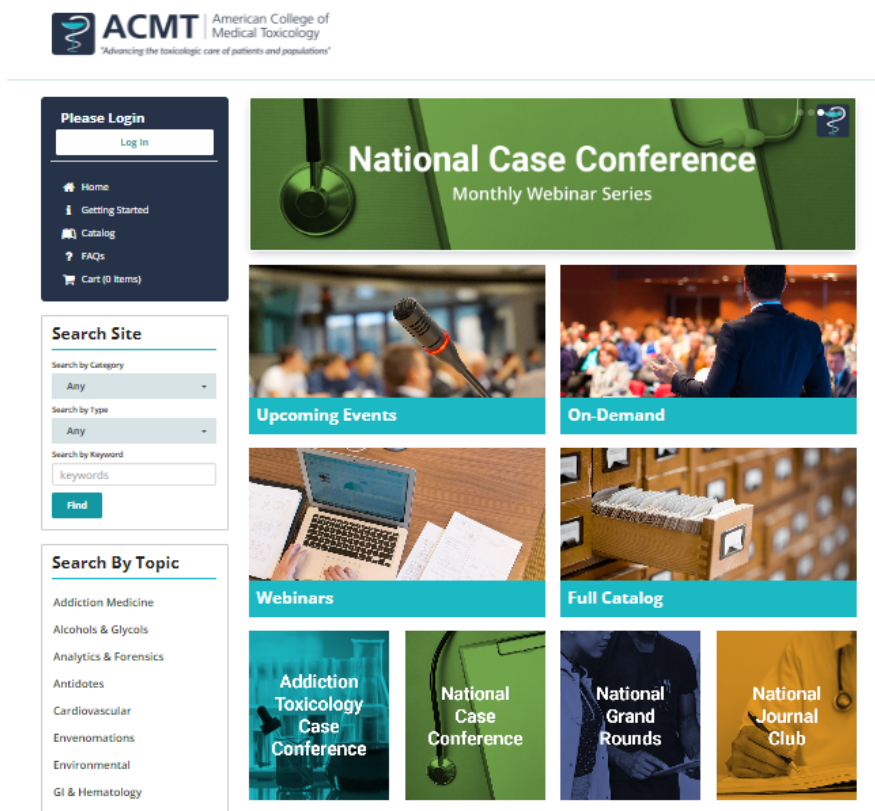 ACMT
American College of
Medical Toxicology
"Advancing the toxicologic care of patients and populations"
Please Login
Log In
Home
Getting Started
Catalog
FAQs
Cart (0 items)
Search Site
Search by Category
Any
Search by Type
Any
Search by Keyword
keywords
Find
Search By Topic
Addiction Medicine
Alcohols & Glycols
Analytics & Forensics
Antidotes
Cardiovascular
Envenomations
Environmental
GI & Hematology
National Case Conference
Monthly Webinar Series
Upcoming Events
On-Demand
Webinars
Full Catalog
Addiction
Toxicology
Case
Conference
National
Case
Conference
National
Grand
Rounds
National
Journal
Club